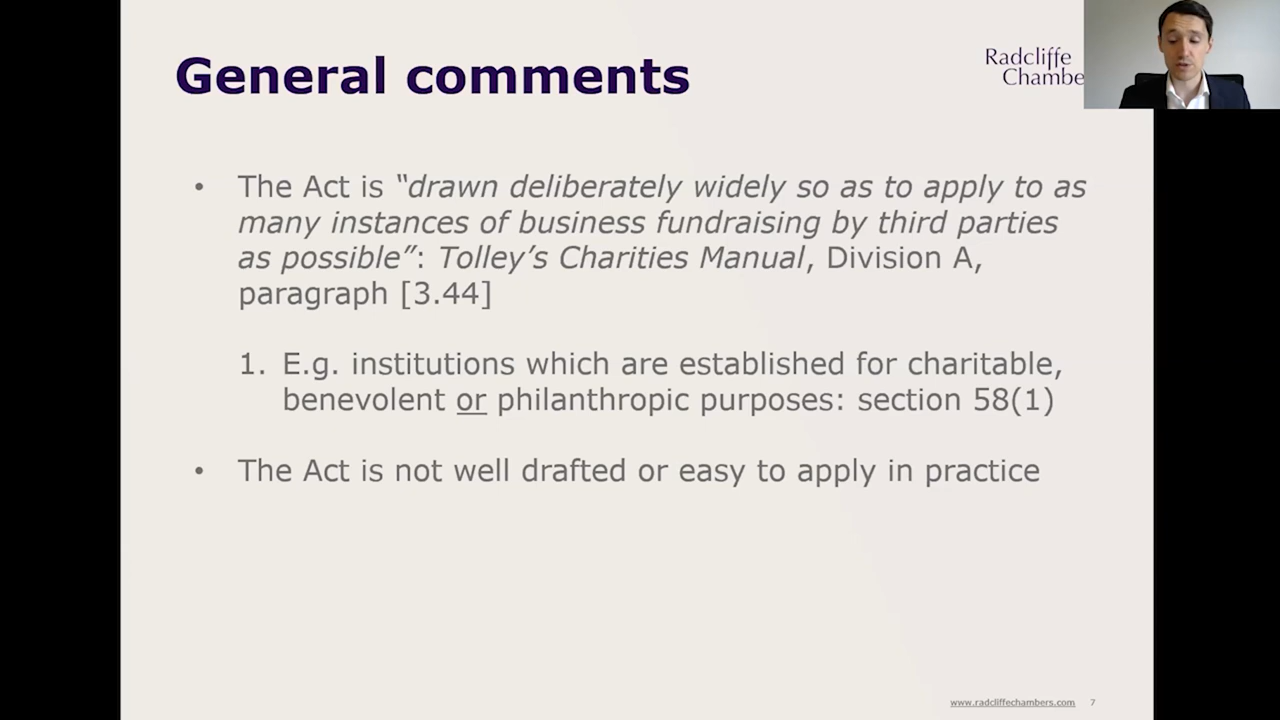 General comments
Radcliffe
Chambe
• The Act is “drawn deliberately widely so as to apply to as
many instances of business fundraising by third parties
as possible”: Tolley’s Charities Manual, Division A,
paragraph [3.44]
1. E.g. institutions which are established for charitable,
benevolent or philanthropic purposes: section 58(1)
• The Act is not well drafted or easy to apply in practice
www.radcliffechambers.com 7